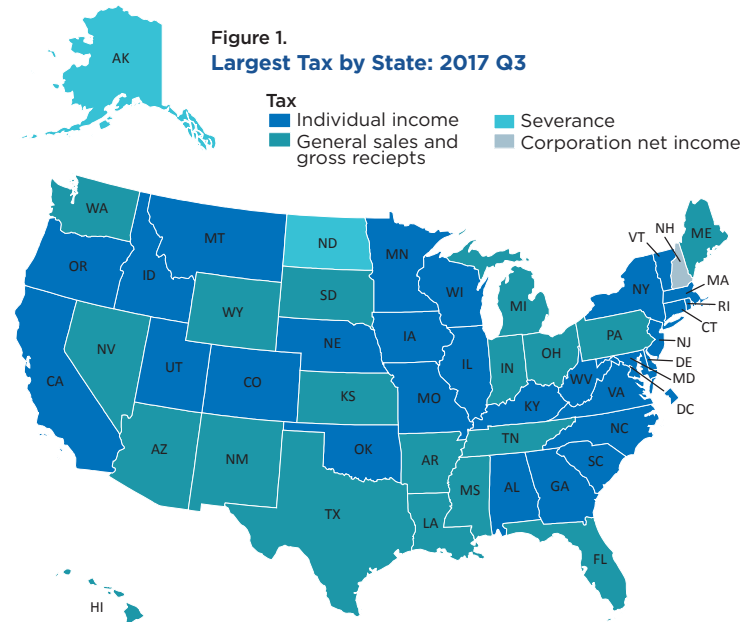 Figure 1.
Largest Tax by State: 2017 Q3
Tax
Individual income
General sales and
gross reciepts
Severance
Corporation net income
AK
WA
MT
ND
MN
VT
NH
ME
OR
ID
SD
WI
MI
NY
MA
RI
CT
WY
NV
NE
IA
IL
IN
OH
PA
NJ
DE
MD
DC
CA
UT
CO
KS
MO
WV
VA
KY
NC
AZ
NM
OK
AR
TN
SC
TX
LA
MS
AL
GA
FL
HI